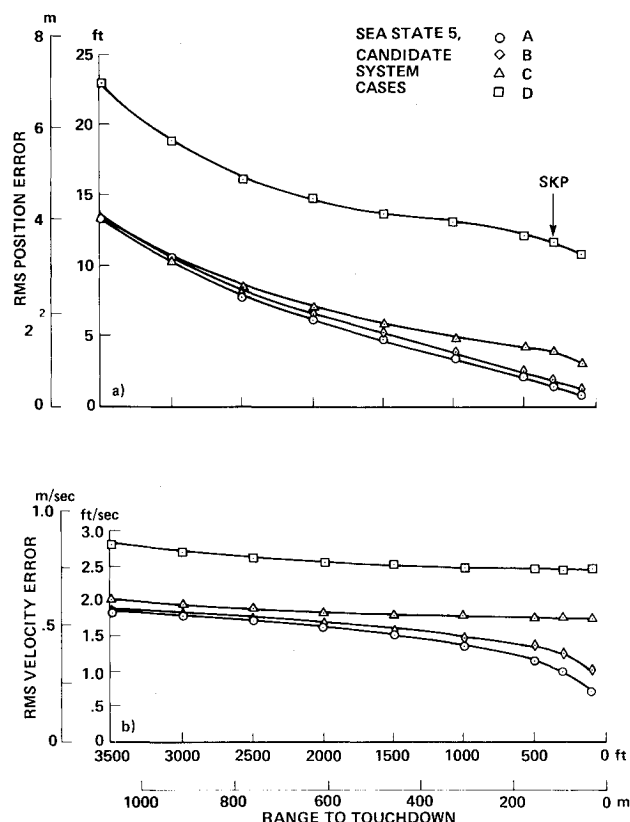 m
8
6
4
2
2
0
RMS POSITION ERROR
ft
25
20
15
10
5
0
a)
SEA STATE 5,
CANDIDATE
SYSTEM
CASES
A
B
C
D
SKP
m/sec
1.0
.5
0
RMS VELOCITY ERROR
ft/sec
3.0
2.5
2.0
1.5
1.0
.5
0
b)
3500 3000 2500 2000 1500 1000 500 0 ft
1000 800 600 400 200 0 m
RANGE TO TOUCHDOWN